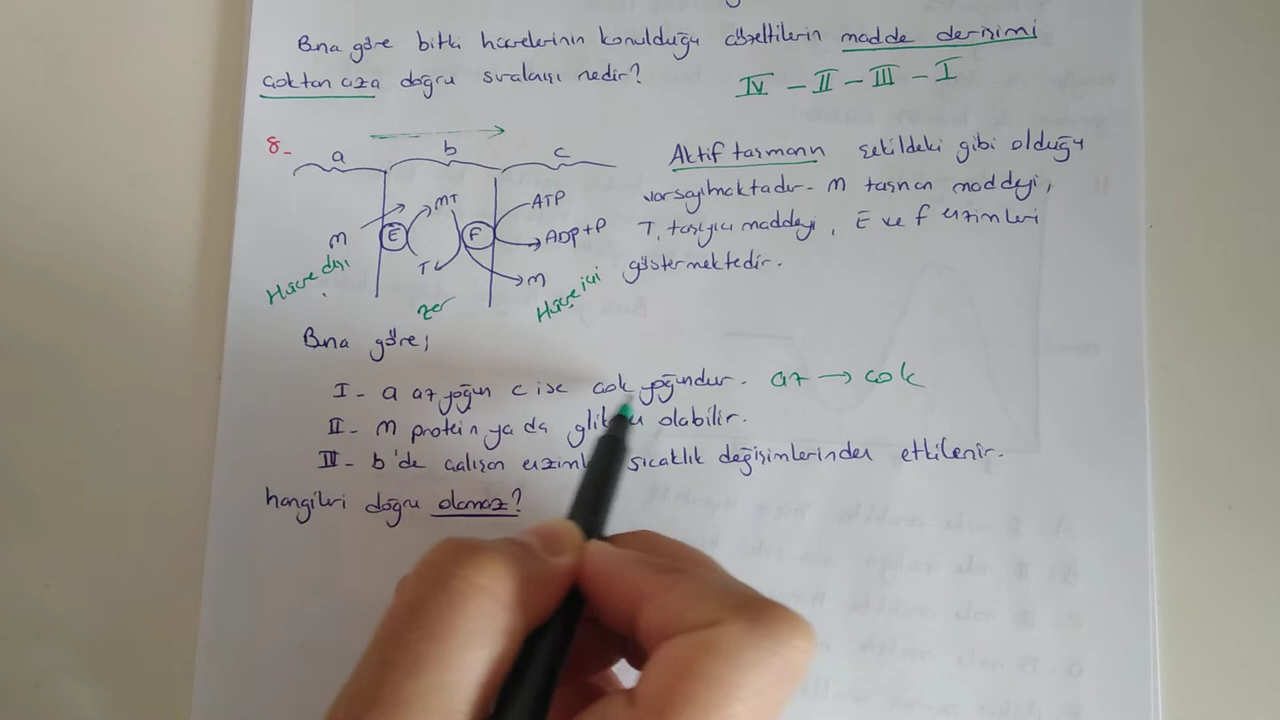 Buna göre bitki hücrelerinin konulduğu çözeltilerin madde derişimi
çoktan aza doğru sıralanışı nedir?
IV - II - III - I
8-
a b c
Aktif taşımanın şekildeki gibi olduğu
varsayılmaktadır. M taşınan maddeyi,
T, taşıyıcı maddeyi, E ve F enzimleri
göstermektedir.
MT ATP
M E F ADP+P
T M
Hücre dışı zar Hücre içi
Buna göre;
I- a az yoğun c ise çok yoğundur. az → çok
II- M protein ya da olabilir.
III- b'de çalışan sıcaklık değişimlerinden etkilenir.
hangileri doğru olamaz?